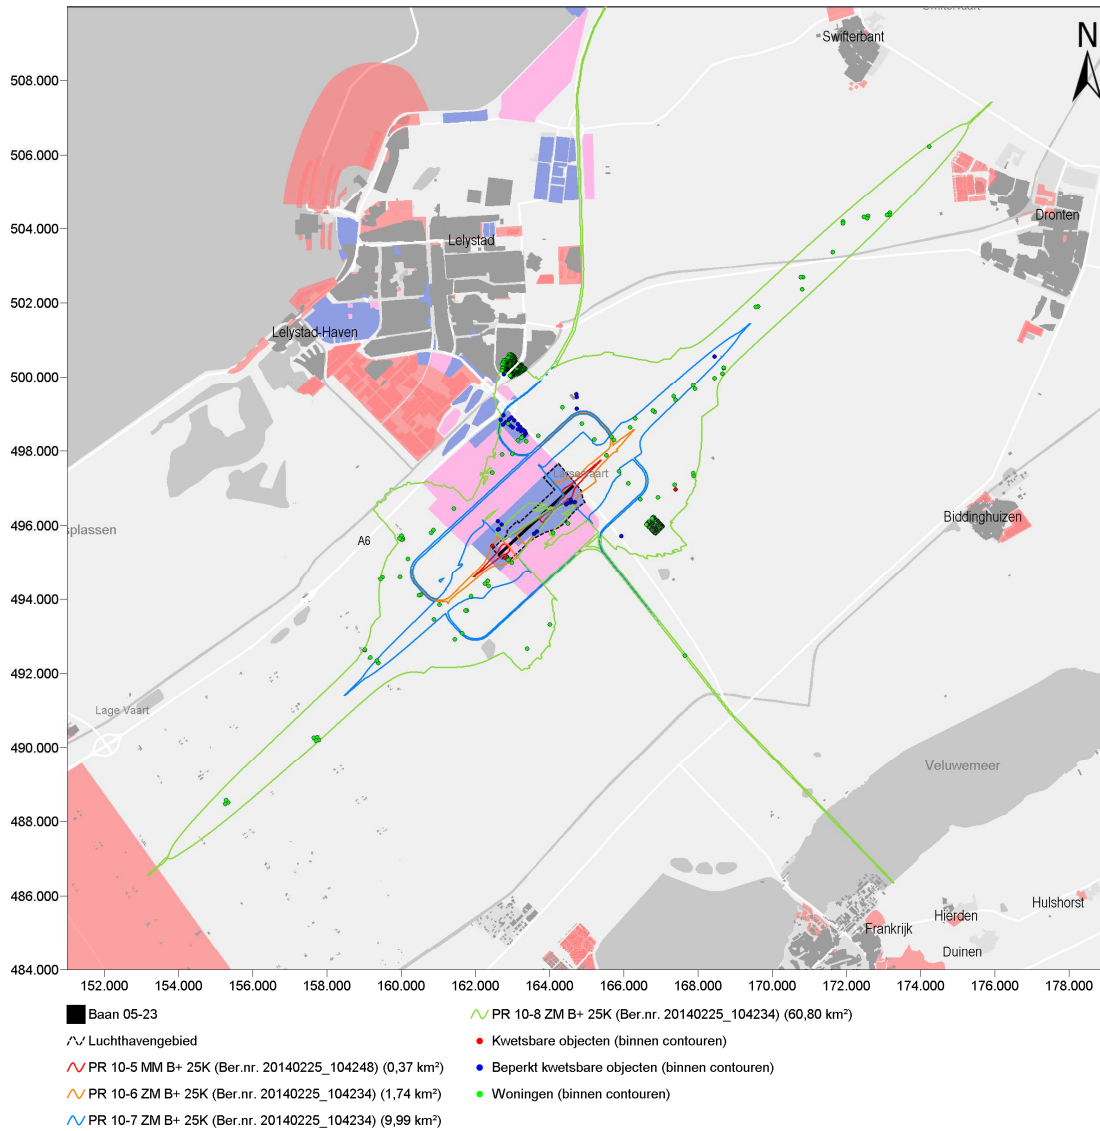 Swifterbant
N
508.000
506.000
Dronten
504.000
Lelystad
502.000
Lelystad-Haven
500.000
498.000
Larservaart
496.000
Biddinghuizen
splassen
A6
494.000
492.000
Lage Vaart
490.000
Veluwemeer
488.000
486.000
Hulshorst
Hierden
Frankrijk
Duinen
484.000
152.000 154.000 156.000 158.000 160.000 162.000 164.000 166.000 168.000 170.000 172.000 174.000 176.000 178.000
Baan 05-23
Luchthavengebied
PR 10-5 MM B+ 25K (Ber.nr. 20140225_104248) (0,37 km²)
PR 10-6 ZM B+ 25K (Ber.nr. 20140225_104234) (1,74 km²)
PR 10-7 ZM B+ 25K (Ber.nr. 20140225_104234) (9,99 km²)
PR 10-8 ZM B+ 25K (Ber.nr. 20140225_104234) (60,80 km²)
Kwetsbare objecten (binnen contouren)
Beperkt kwetsbare objecten (binnen contouren)
Woningen (binnen contouren)